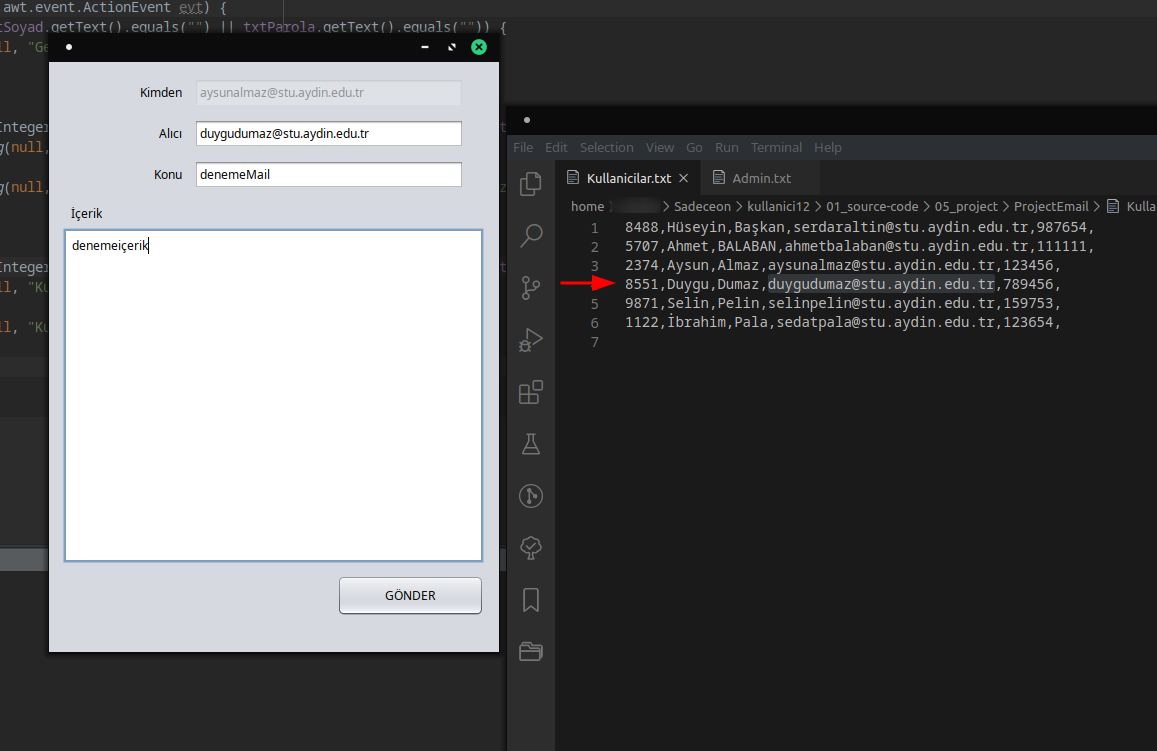 awt.event.ActionEvent evt) {
tSoyad.getText().equals("") || txtParola.getText().equals("")) {
ll, "Ge
Integer
g(null,
g(null,
Integer
ll, "Ku
ll, "Ku
Kimden aysunalmaz@stu.aydin.edu.tr
Alıcı duygudumaz@stu.aydin.edu.tr
Konu denemeMail
İçerik
denemeiçerik
GÖNDER
File Edit Selection View Go Run Terminal Help
Kullanicilar.txt Admin.txt
home > Sadeceon > kullanici12 > 01_source-code > 05_project > ProjectEmail > Kulla
1 8488,Hüseyin,Başkan,serdaraltin@stu.aydin.edu.tr,987654,
2 5707,Ahmet,BALABAN,ahmetbalaban@stu.aydin.edu.tr,111111,
3 2374,Aysun,Almaz,aysunalmaz@stu.aydin.edu.tr,123456,
8551,Duygu,Dumaz,duygudumaz@stu.aydin.edu.tr,789456,
5 9871,Selin,Pelin,selinpelin@stu.aydin.edu.tr,159753,
6 1122,İbrahim,Pala,sedatpala@stu.aydin.edu.tr,123654,
7